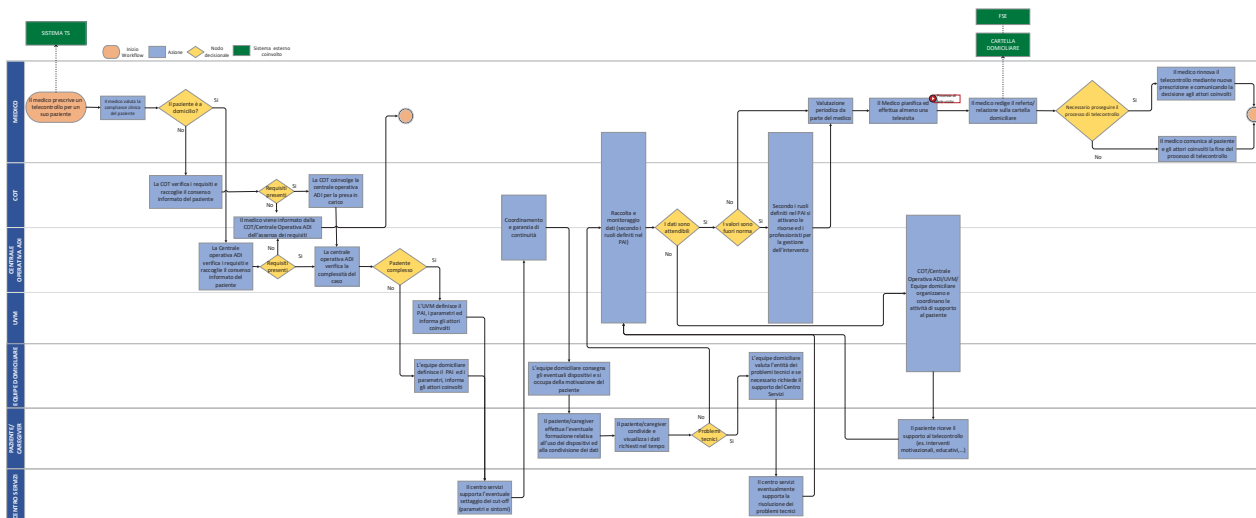 SISTEMA TS
Inizio
Workflow
Azione
Nodo
decisionale
Sistema esterno
coinvolto
FSE
CARTELLA
DOMICILIARE
MEDICO
Il medico prescrive un
telecontrollo per un
suo paziente
Il medico valuta la
compliance clinica
del paziente
Il paziente è a
domicilio?
Si
No
Validazione
periodica da
parte del medico
Il Medico pianifica ed
effettua almeno una
televisita
Il medico redige il referto/
relazione sulla cartella
domiciliare
Necessario proseguire il
processo di telecontrollo
Si
No
Il medico rinnova il
telecontrollo mediante nuova
prescrizione e comunicando la
decisione agli attori coinvolti
Il medico comunica al paziente
e gli attori coinvolti la fine del
processo di telecontrollo
COT
La COT verifica i requisiti e
raccoglie il consenso
informato del paziente
Requisiti
presenti
Si
No
La COT coinvolge la
centrale operativa
ADI per la presa in
carico
Il medico viene informato dalla
COT/Centrale Operativa ADI
dell'assenza dei requisiti
Coordinamento
e garanzia di
continuità
Raccolta e
monitoraggio
dati (secondo i
ruoli definiti nel
PAI)
I dati sono
attendibili
Si
No
I valori sono
fuori norma
No
Si
Secondo i ruoli
definiti nel PAI si
attivano le
risorse ed i
professionisti per
la gestione
dell'intervento
CENTRALE
OPERATIVA ADI
La Centrale
operativa ADI
verifica i requisiti e
raccoglie il consenso
informato del
paziente
No
Requisiti
presenti
Si
La centrale
operativa ADI
verifica la
complessità del
caso
Paziente
complesso
Si
No
COT/Centrale
Operativa ADI/UVM/
Equipe domiciliare
organizzano e
coordinano le
attività di supporto
al paziente
UVM
L'UVM definisce il
PAI, i parametri ed
informa gli attori
coinvolti
EQUIPE DOMICILIARE
L'equipe domiciliare
definisce il PAI ed i
parametri, informa
gli attori coinvolti
L'equipe domiciliare consegna
gli eventuali dispositivi e si
occupa della motivazione del
paziente
L'equipe domiciliare
valuta l'entità dei
problemi tecnici e se
necessario richiede il
supporto del Centro
Servizi
PAZIENTE/
CAREGIVER
Il paziente/caregiver
effettua l'eventuale
formazione relativa
all'uso dei dispositivi ed
alla condivisione dei dati
Il paziente/caregiver
condivide e
visualizza i dati
richiesti nel tempo
No
Problemi
tecnici
Si
Il paziente riceve il
supporto al telecontrollo
(es. interventi
motivazionali, educativi,...)
CENTRO SERVIZI
Il centro servizi
supporta l'eventuale
settaggio dei cut-off
(parametri e sintomi)
Il centro servizi
eventualmente
supporta la
risoluzione dei
problemi tecnici